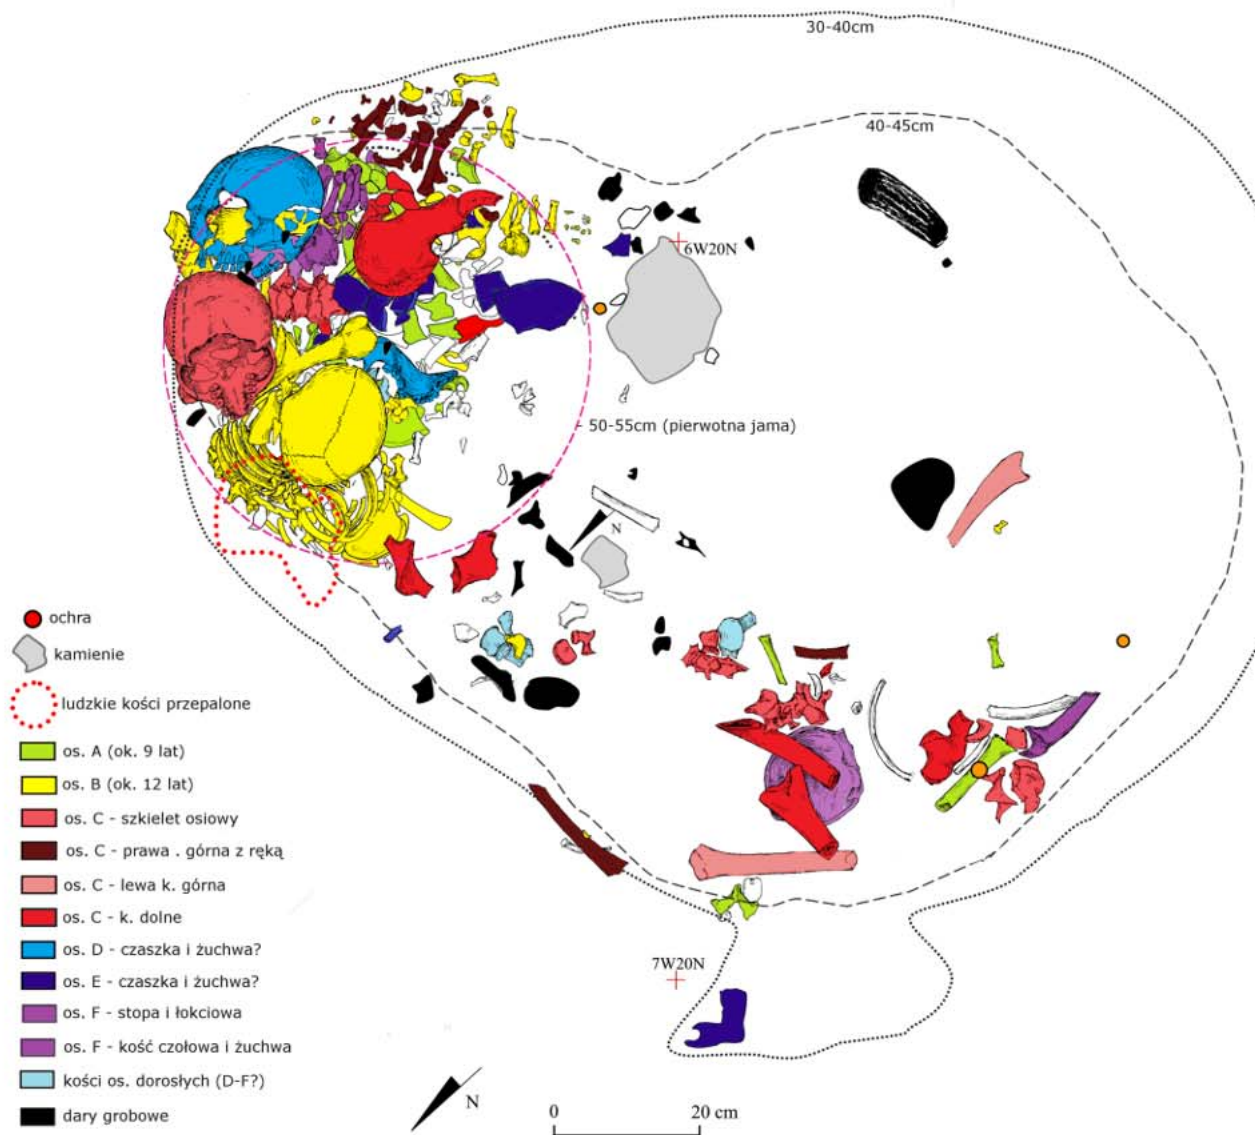 30-40cm
40-45cm
6W20N
50-55cm (pierwotna jama)
N
ochra
kamienie
ludzkie kości przepalone
os. A (ok. 9 lat)
os. B (ok. 12 lat)
os. C - szkielet osiowy
os. C - prawa . górna z ręką
os. C - lewa k. górna
os. C - k. dolne
os. D - czaszka i żuchwa?
os. E - czaszka i żuchwa?
os. F - stopa i łokciowa
os. F - kość czołowa i żuchwa
kości os. dorosłych (D-F?)
dary grobowe
7W20N
N
0 20 cm